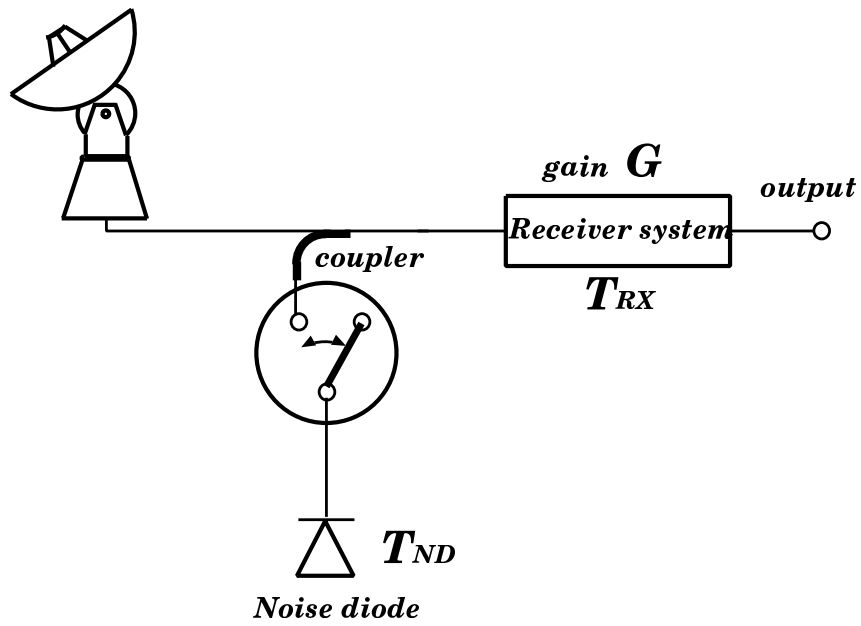 gain G
output
Receiver system
coupler
TRX
TND
Noise diode